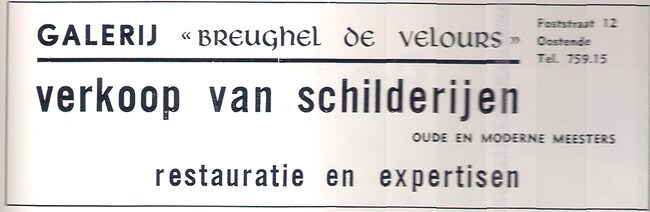 GALERIJ « BREUGHEL DE VELOURS »
Poststraat 12
Oostende
Tel. 759.15
verkoop van schilderijen
OUDE EN MODERNE MEESTERS
restauratie en expertisen